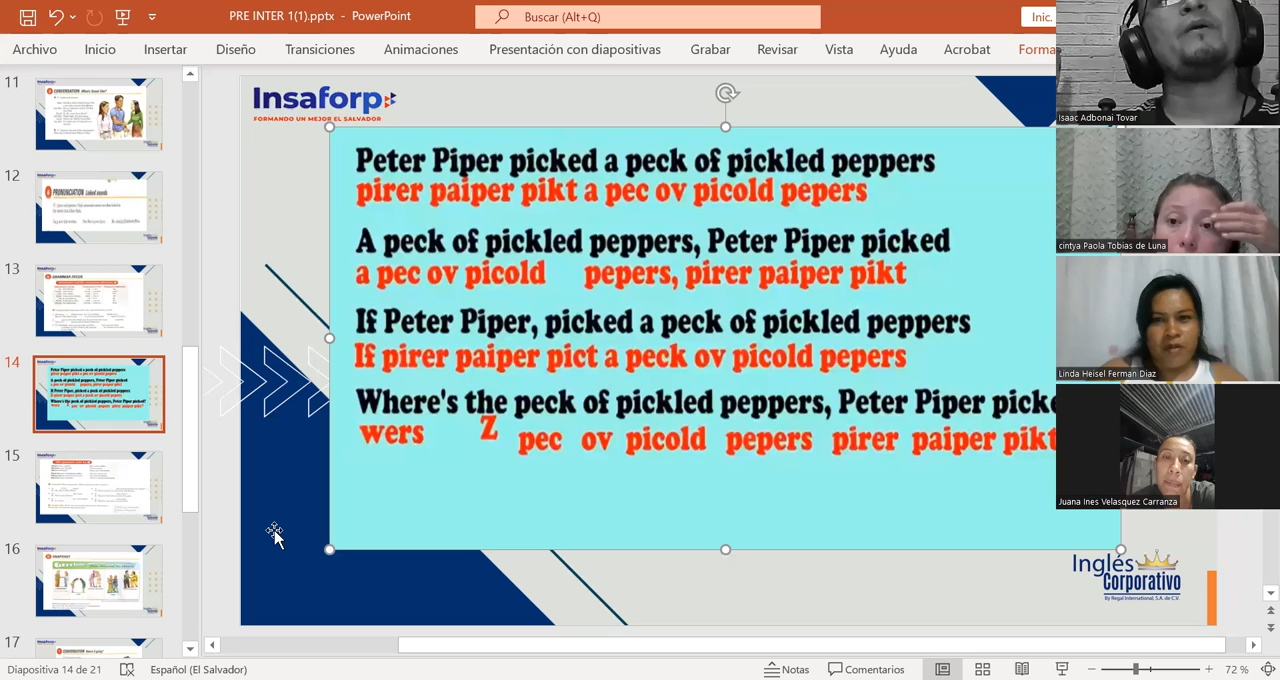 PRE INTER 1(1).pptx - PowerPoint
Buscar (Alt+Q)
Inic.
Archivo Inicio Insertar Diseño Transiciones Animaciones Presentación con diapositivas Grabar Revisar Vista Ayuda Acrobat Forma
11
12
13
14
15
16
17
Insaforp
FORMANDO UN MEJOR EL SALVADOR
Peter Piper picked a peck of pickled peppers
pirer paiper pikt a pec ov picold pepers
A peck of pickled peppers, Peter Piper picked
a pec ov picold pepers, pirer paiper pikt
If Peter Piper, picked a peck of pickled peppers
If pirer paiper pict a peck ov picold pepers
Where's the peck of pickled peppers, Peter Piper picke
wers Z pec ov picold pepers pirer paiper pikt
Inglés
Corporativo
By Regal International, S.A. de C.V.
Isaac Adbonai Tovar
cintya Paola Tobias de Luna
Linda Heisel Ferman Diaz
Juana Ines Velasquez Carranza
Diapositiva 14 de 21 Español (El Salvador) Notas Comentarios 72 %